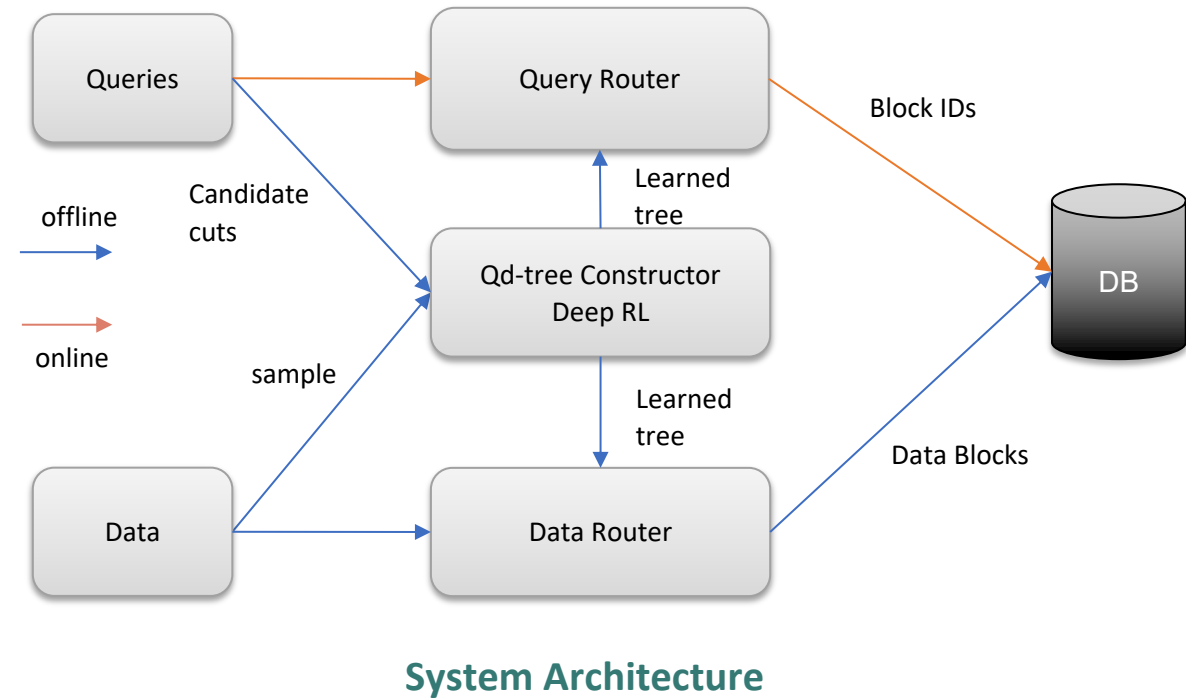 Queries
Query Router
Block IDs
Candidate
cuts
Learned
tree
offline
Qd-tree Constructor
Deep RL
DB
online
sample
Learned
tree
Data Blocks
Data
Data Router
System Architecture